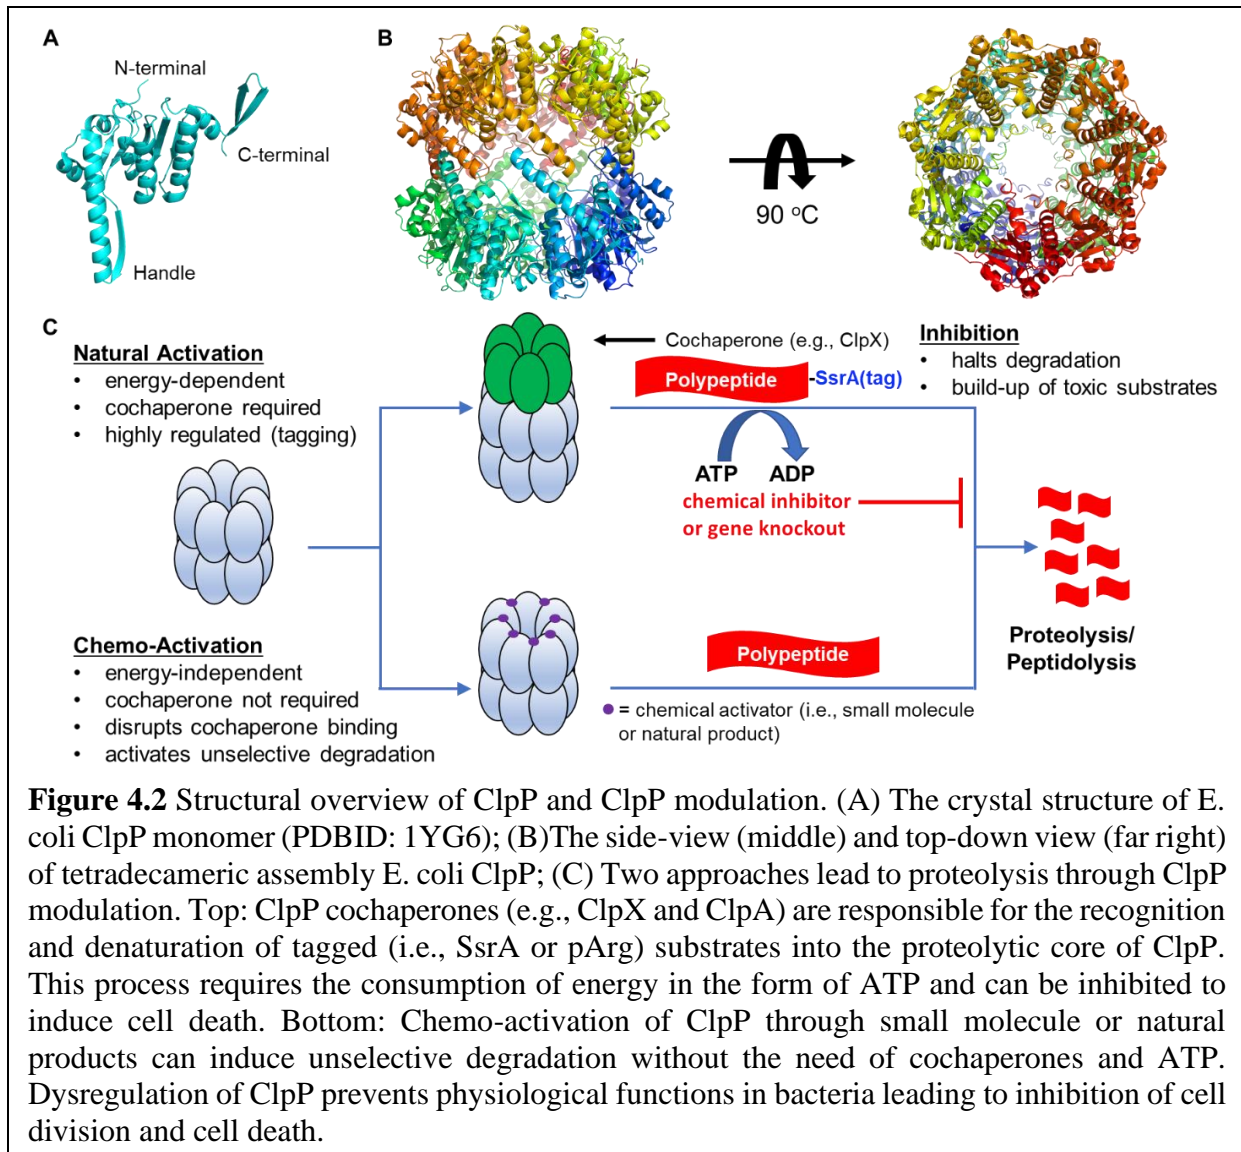 A
N-terminal
C-terminal
Handle
B
90 °C
C
Natural Activation
• energy-dependent
• cochaperone required
• highly regulated (tagging)
Cochaperone (e.g., ClpX)
Polypeptide
-SsrA(tag)
ATP
ADP
chemical inhibitor
or gene knockout
Inhibition
• halts degradation
• build-up of toxic substrates
Proteolysis/
Peptidolysis
Chemo-Activation
• energy-independent
• cochaperone not required
• disrupts cochaperone binding
• activates unselective degradation
Polypeptide
= chemical activator (i.e., small molecule
or natural product)
Figure 4.2 Structural overview of ClpP and ClpP modulation. (A) The crystal structure of E.
coli ClpP monomer (PDBID: 1YG6); (B)The side-view (middle) and top-down view (far right)
of tetradecameric assembly E. coli ClpP; (C) Two approaches lead to proteolysis through ClpP
modulation. Top: ClpP cochaperones (e.g., ClpX and ClpA) are responsible for the recognition
and denaturation of tagged (i.e., SsrA or pArg) substrates into the proteolytic core of ClpP.
This process requires the consumption of energy in the form of ATP and can be inhibited to
induce cell death. Bottom: Chemo-activation of ClpP through small molecule or natural
products can induce unselective degradation without the need of cochaperones and ATP.
Dysregulation of ClpP prevents physiological functions in bacteria leading to inhibition of cell
division and cell death.